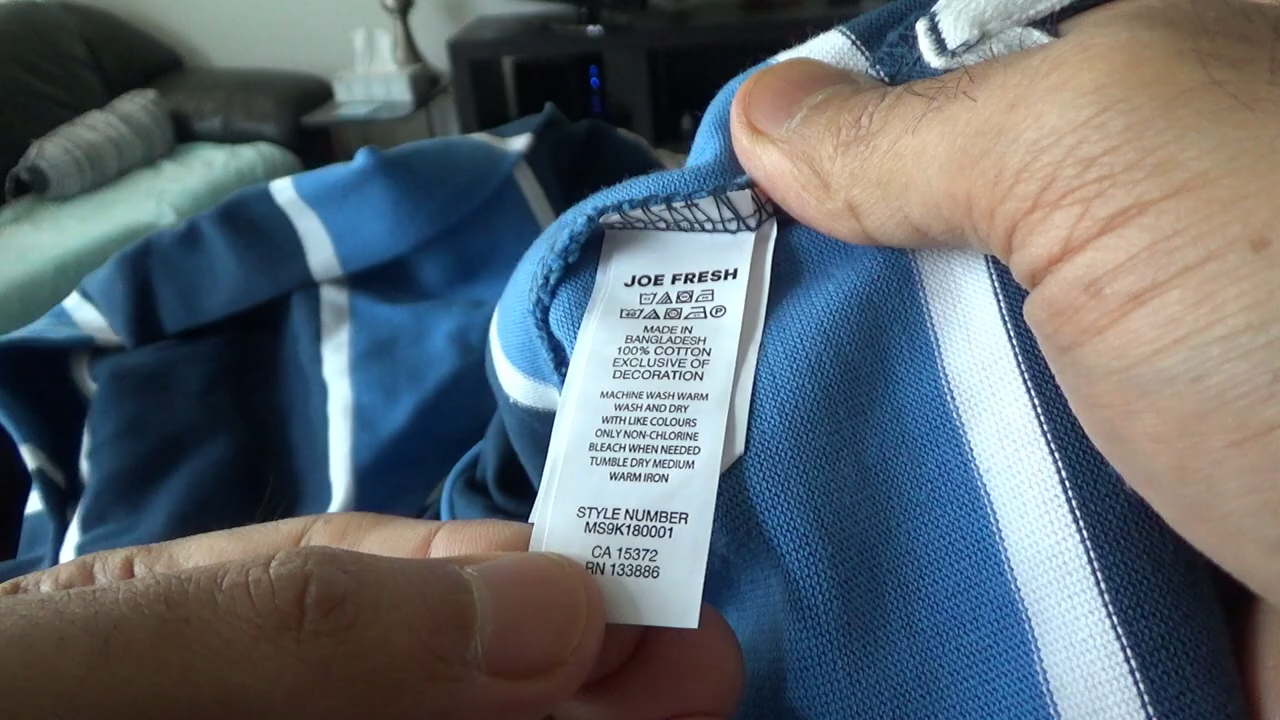 JOE FRESH
MADE IN
BANGLADESH
100% COTTON
EXCLUSIVE OF
DECORATION
MACHINE WASH WARM
WASH AND DRY
WITH LIKE COLOURS
ONLY NON-CHLORINE
BLEACH WHEN NEEDED
TUMBLE DRY MEDIUM
WARM IRON
STYLE NUMBER
MS9K180001
CA 15372
RN 133886